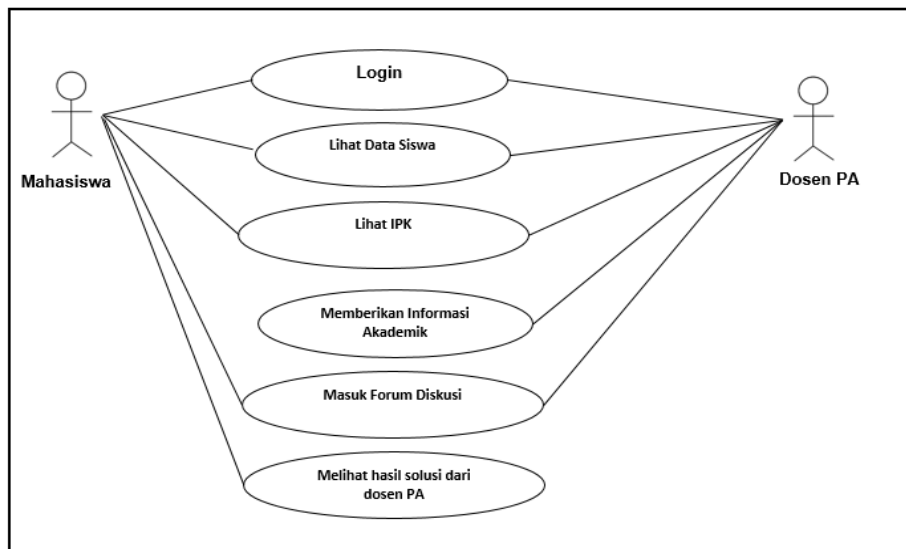 Login
Lihat Data Siswa
Mahasiswa
Dosen PA
Lihat IPK
Memberikan Informasi
Akademik
Masuk Forum Diskusi
Melihat hasil solusi dari
dosen PA